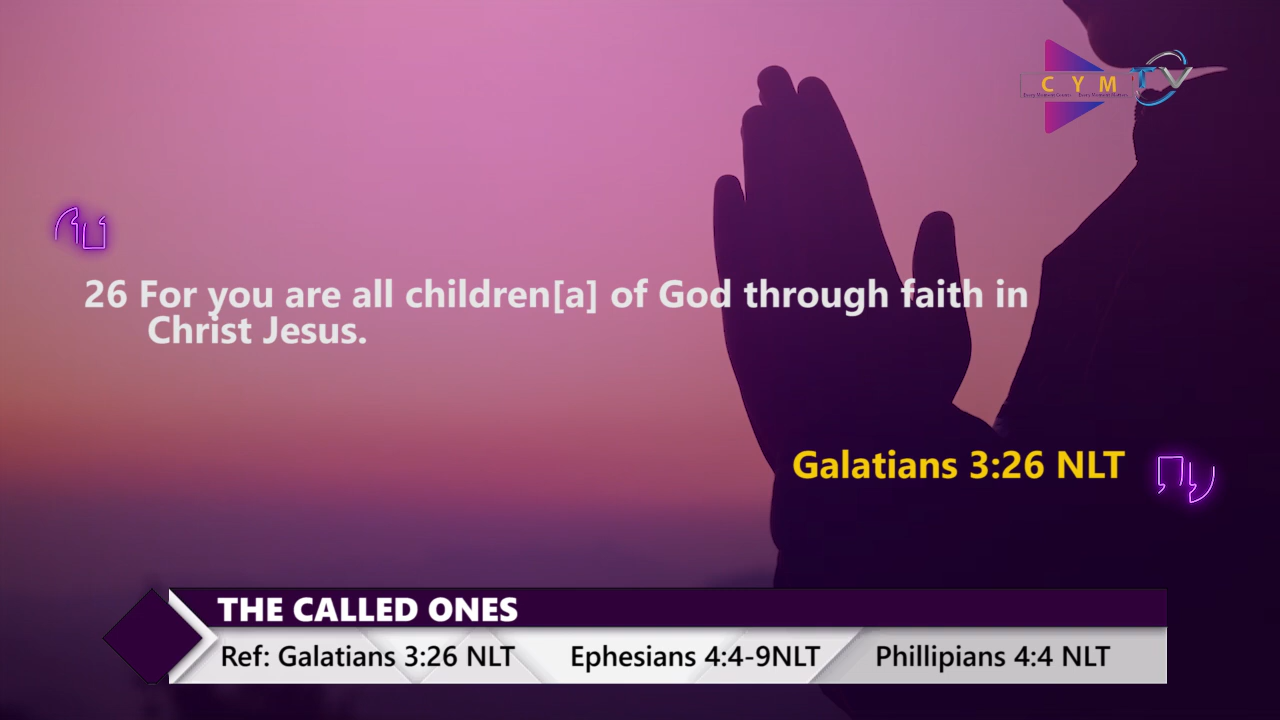 C Y M TV
26 For you are all children[a] of God through faith in
Christ Jesus.
Galatians 3:26 NLT
THE CALLED ONES
Ref: Galatians 3:26 NLT Ephesians 4:4-9NLT Phillipians 4:4 NLT